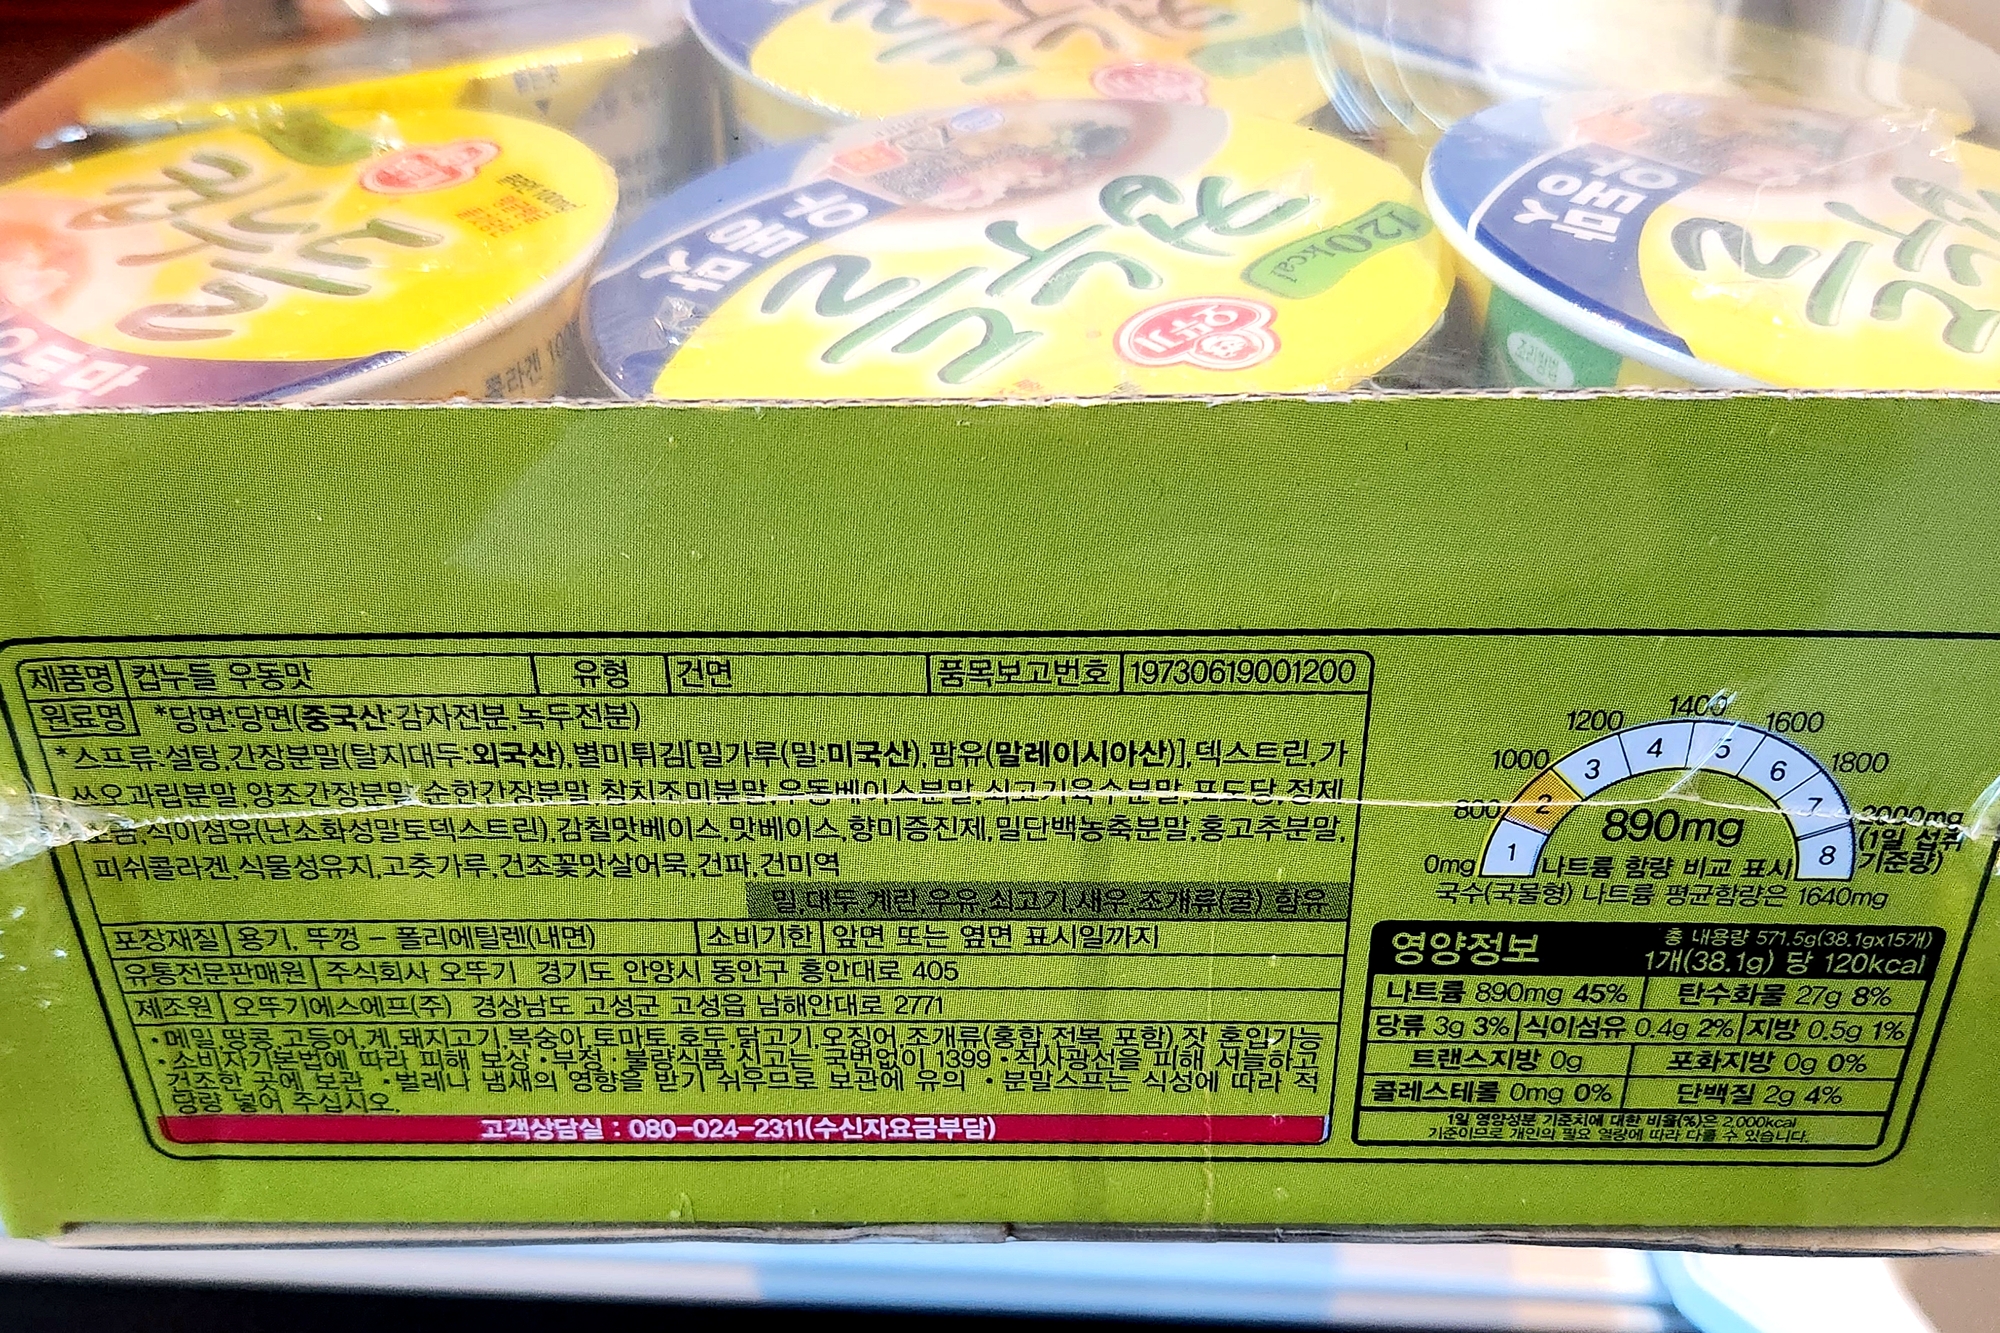 컵누들
컵누들
우동맛
120kcal
오뚜기
컵누들
우동맛
조리방법
제품명 컵누들 우동맛 유형 건면 품목보고번호 19730619001200
원료명 *당면:당면(중국산:감자전분,녹두전분)
*스프류:설탕,간장분말(탈지대두:외국산),별미튀김[밀가루(밀:미국산),팜유(말레이시아산)],덱스트린,가
쓰오과립분말,양조간장분말,순한간장분말,참치조미분말,우동베이스분말,쇠고기육수분말,포도당,정제
소금,식이섬유(난소화성말토덱스트린),감칠맛베이스,맛베이스,향미증진제,밀단백농축분말,홍고추분말,
피쉬콜라겐,식물성유지,고춧가루,건조꽃맛살어묵,건파,건미역
밀,대두,계란,우유,쇠고기,새우,조개류(굴) 함유
포장재질 용기, 뚜껑 - 폴리에틸렌(내면) 소비기한 앞면 또는 옆면 표시일까지
유통전문판매원 주식회사 오뚜기 경기도 안양시 동안구 흥안대로 405
제조원 오뚜기에스에프(주) 경상남도 고성군 고성읍 남해안대로 2771
•메밀,땅콩,고등어,게,돼지고기,복숭아,토마토,호두,닭고기,오징어,조개류(홍합,전복 포함),잣 혼입가능
•소비자기본법에 따라 피해 보상 •부정·불량식품 신고는 국번없이 1399 •직사광선을 피해 서늘하고
건조한 곳에 보관 •벌레나 냄새의 영향을 받기 쉬우므로 보관에 유의 •분말스프는 식성에 따라 적
당량 넣어 주십시오.
고객상담실 : 080-024-2311(수신자요금부담)
0mg 800 1000 1200 1400 1600 1800 2000mg
(1일 섭취
기준량)
1 2 3 4 5 6 7 8
890mg
나트륨 함량 비교 표시
국수(국물형) 나트륨 평균함량은 1640mg
영양정보 총 내용량 571.5g(38.1gx15개)
1개(38.1g) 당 120kcal
나트륨 890mg 45% 탄수화물 27g 8%
당류 3g 3% 식이섬유 0.4g 2% 지방 0.5g 1%
트랜스지방 0g 포화지방 0g 0%
콜레스테롤 0mg 0% 단백질 2g 4%
1일 영양성분 기준치에 대한 비율(%)은 2,000kcal
기준이므로 개인의 필요 열량에 따라 다를 수 있습니다.